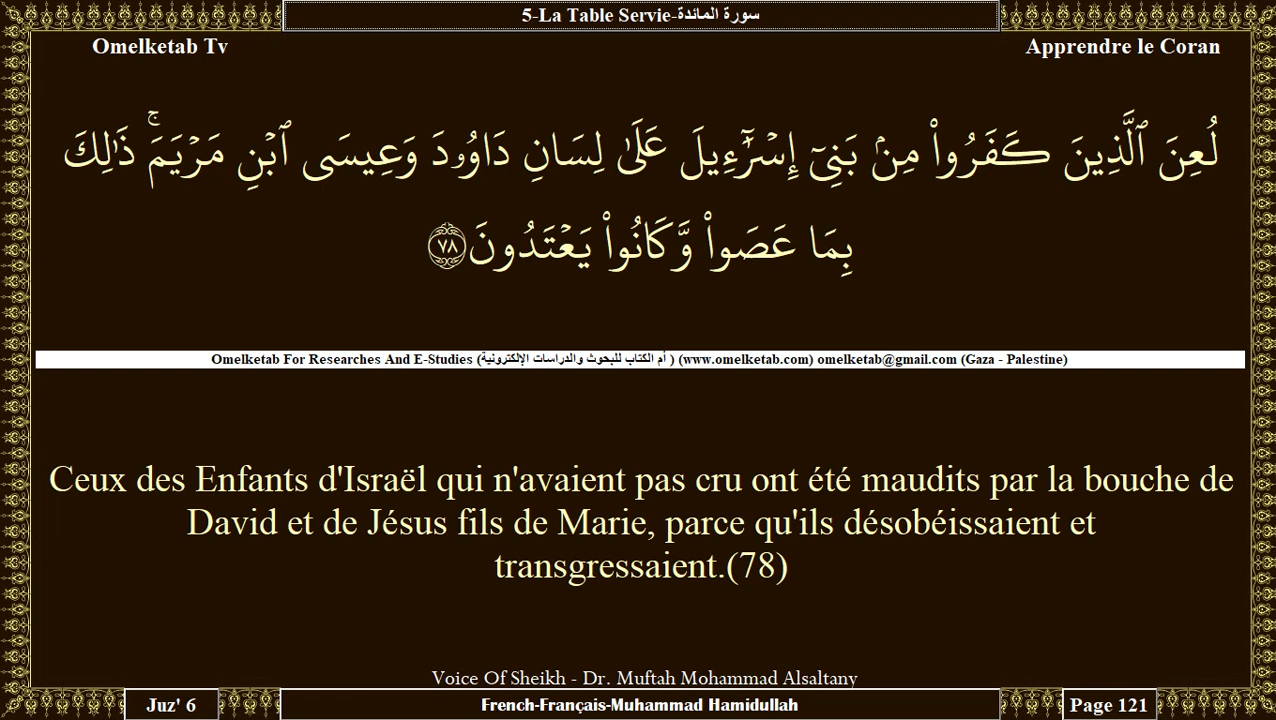 5-La Table Servie-سورة المائدة
Omelketab Tv
Apprendre le Coran
لُعِنَ ٱلَّذِينَ كَفَرُواْ مِنۢ بَنِيٓ إِسۡرَٰٓءِيلَ عَلَىٰ لِسَانِ دَاوُۥدَ وَعِيسَى ٱبۡنِ مَرۡيَمَۚ ذَٰلِكَ
بِمَا عَصَواْ وَّكَانُواْ يَعۡتَدُونَ ٧٨
Omelketab For Researches And E-Studies (أم الكتاب للبحوث والدراسات الإلكترونية ) (www.omelketab.com) omelketab@gmail.com (Gaza - Palestine)
Ceux des Enfants d'Israël qui n'avaient pas cru ont été maudits par la bouche de
David et de Jésus fils de Marie, parce qu'ils désobéissaient et
transgressaient.(78)
Voice Of Sheikh - Dr. Muftah Mohammad Alsaltany
Juz' 6
French-Français-Muhammad Hamidullah
Page 121